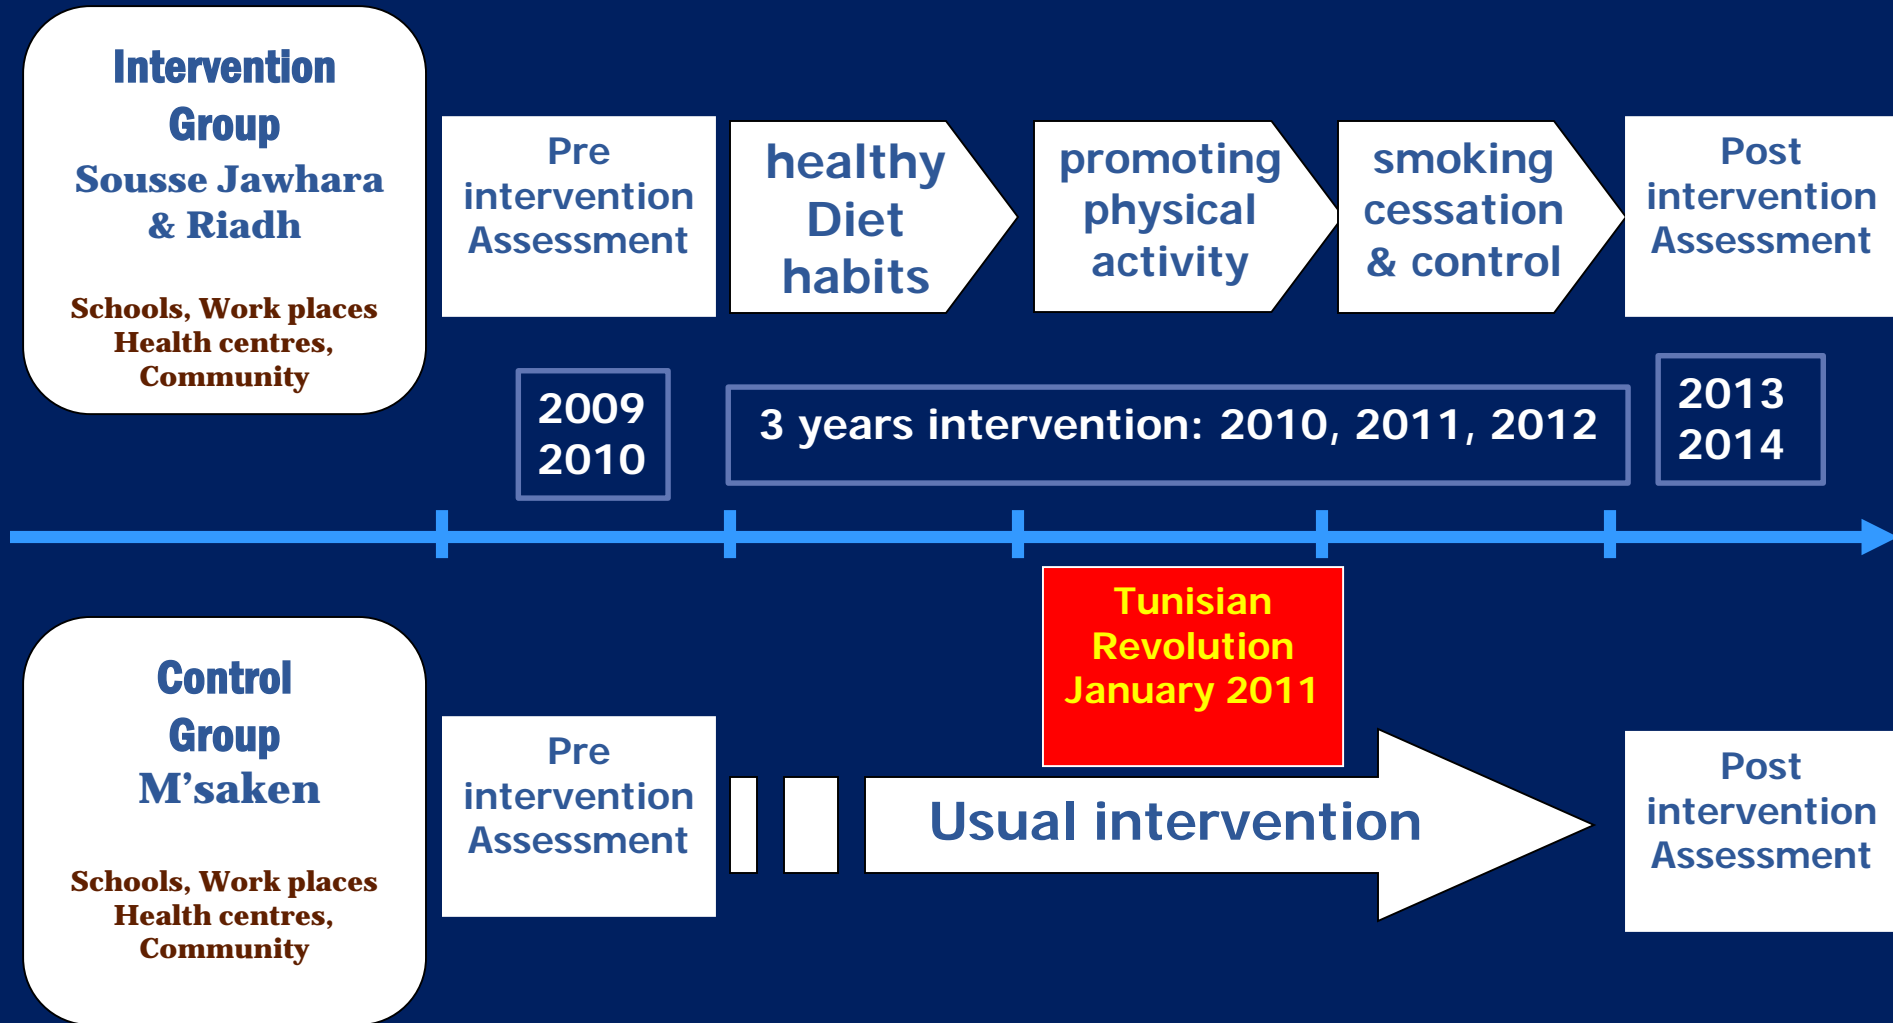 Intervention
Group
Sousse Jawhara
& Riadh
Schools, Work places
Health centres,
Community
Pre
intervention
Assessment
healthy
Diet
habits
promoting
physical
activity
smoking
cessation
& control
Post
intervention
Assessment
2009
2010
3 years intervention: 2010, 2011, 2012
2013
2014
Tunisian
Revolution
January 2011
Control
Group
M’saken
Schools, Work places
Health centres,
Community
Pre
intervention
Assessment
Usual intervention
Post
intervention
Assessment